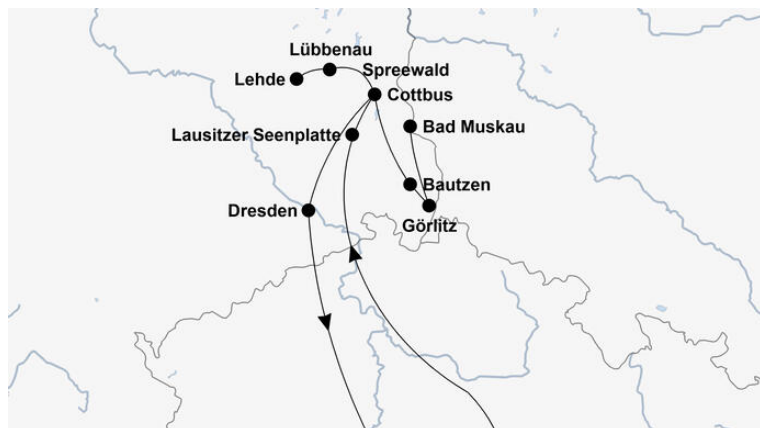 Lübbenau
Spreewald
Lehde
Cottbus
Lausitzer Seenplatte
Bad Muskau
Bautzen
Dresden
Görlitz